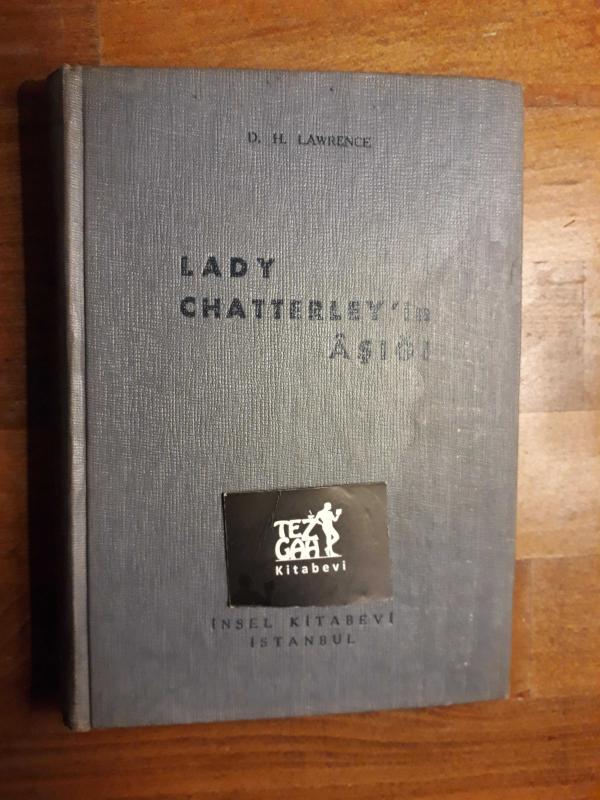 D. H. LAWRENCE
LADY
CHATTERLEY'in
ÂŞIĞI
TEZ
GAH
Kitabevi
İNSEL KİTABEVİ
İSTANBUL